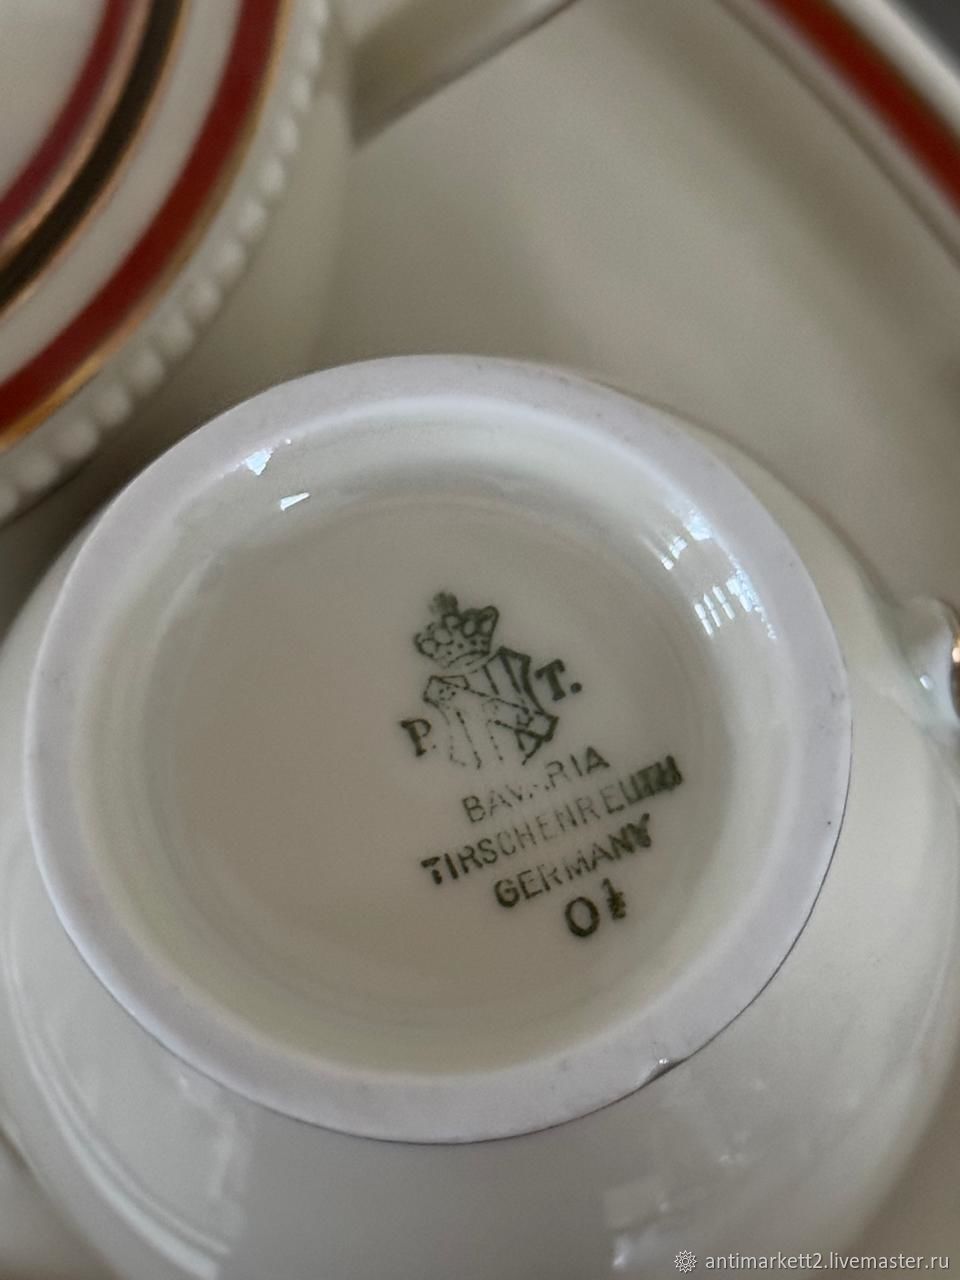 P. T.
BAVARIA
TIRSCHENREUTH
GERMANY
0½
antimarkett2.livemaster.ru